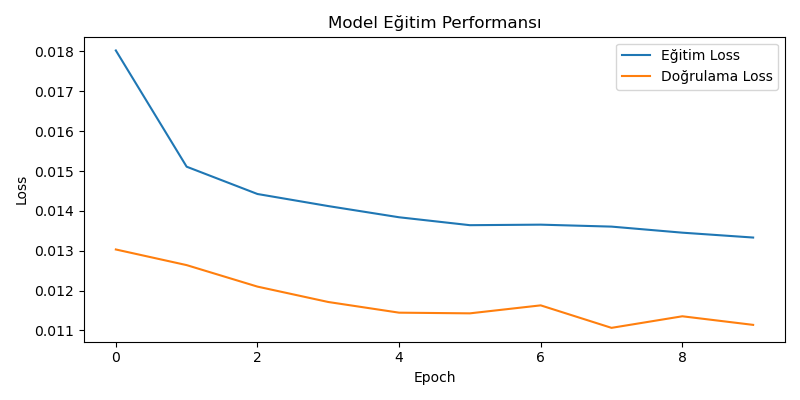 Model Eğitim Performansı
Eğitim Loss
Doğrulama Loss
0.018
0.017
0.016
0.015
0.014
0.013
0.012
0.011
Loss
0 2 4 6 8
Epoch